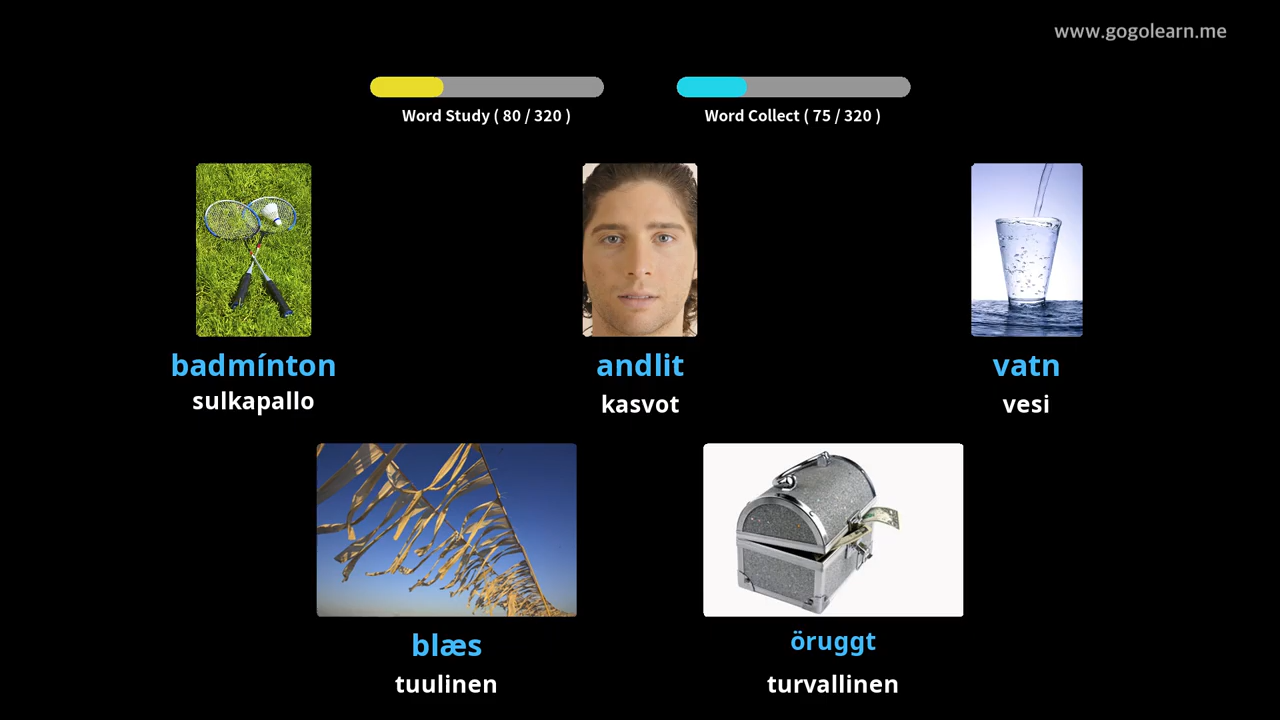 www.gogolearn.me
Word Study ( 80 / 320 )
Word Collect ( 75 / 320 )
badmínton
sulkapallo
andlit
kasvot
vatn
vesi
blæs
tuulinen
öruggt
turvallinen